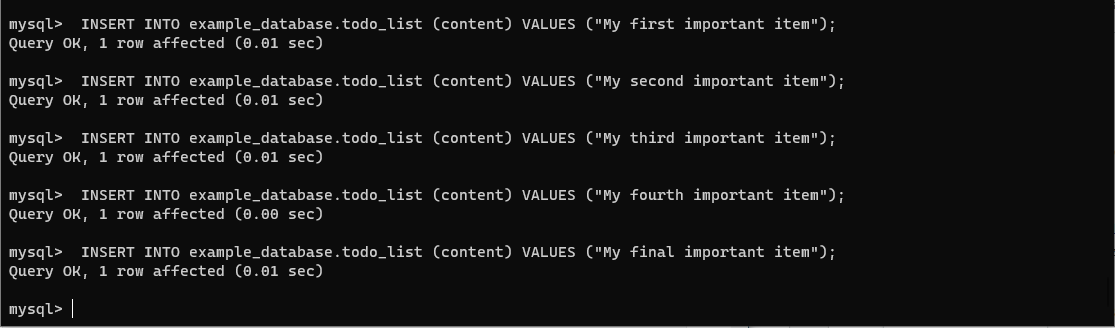 mysql>  INSERT INTO example_database.todo_list (content) VALUES ("My first important item");
Query OK, 1 row affected (0.01 sec)
mysql>  INSERT INTO example_database.todo_list (content) VALUES ("My second important item");
Query OK, 1 row affected (0.01 sec)
mysql>  INSERT INTO example_database.todo_list (content) VALUES ("My third important item");
Query OK, 1 row affected (0.01 sec)
mysql>  INSERT INTO example_database.todo_list (content) VALUES ("My fourth important item");
Query OK, 1 row affected (0.00 sec)
mysql>  INSERT INTO example_database.todo_list (content) VALUES ("My final important item");
Query OK, 1 row affected (0.01 sec)
mysql>